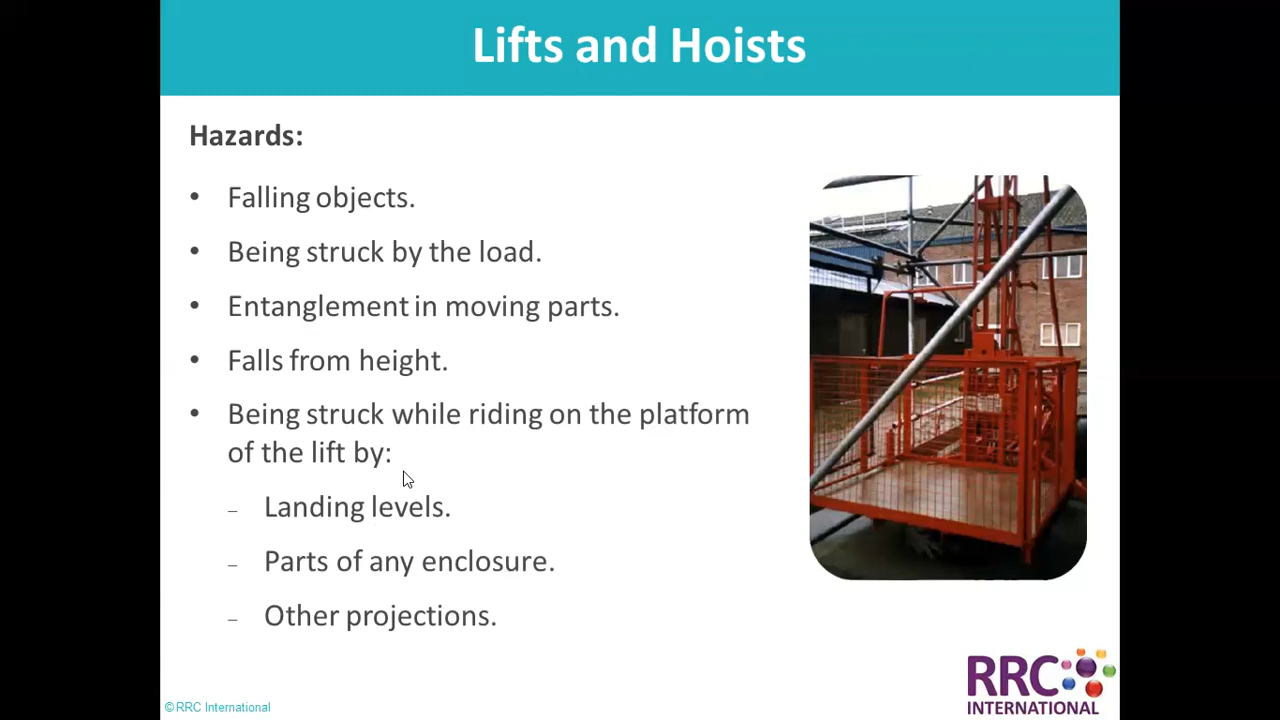 Lifts and Hoists
Hazards:
• Falling objects.
• Being struck by the load.
• Entanglement in moving parts.
• Falls from height.
• Being struck while riding on the platform
of the lift by:
– Landing levels.
– Parts of any enclosure.
– Other projections.
RRC
INTERNATIONAL
© RRC International